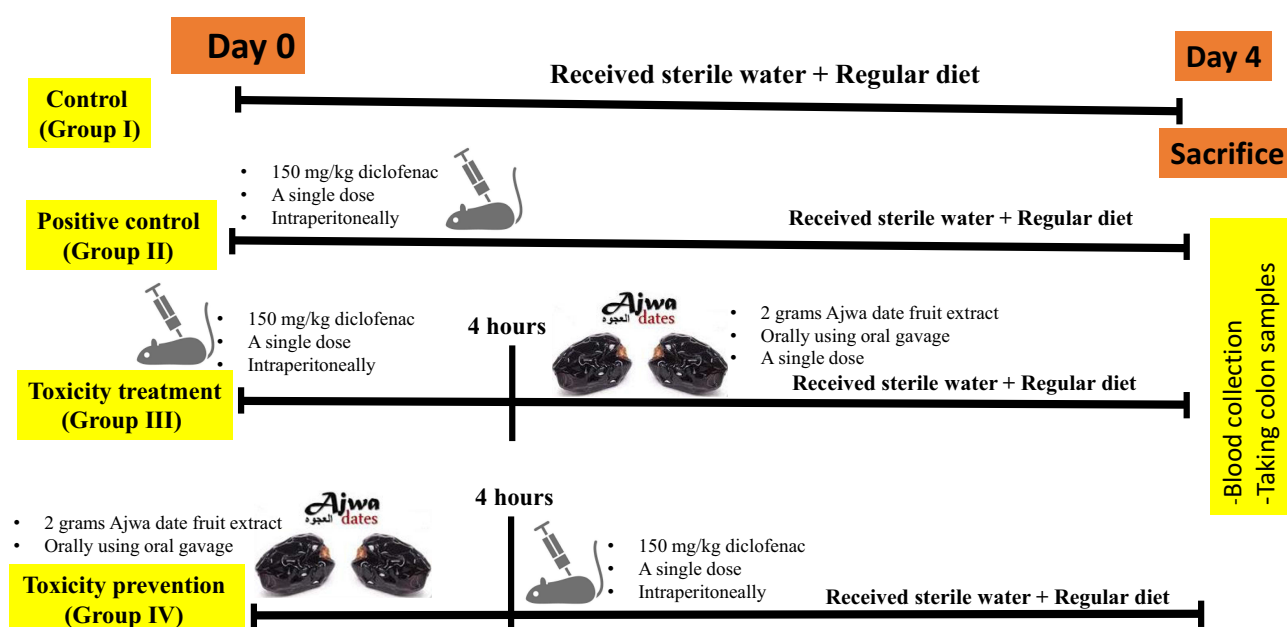 Day 0
Day 4
Received sterile water + Regular diet
Control
(Group I)
Sacrifice
• 150 mg/kg diclofenac
• A single dose
• Intraperitoneally
Positive control
(Group II)
Received sterile water + Regular diet
• 150 mg/kg diclofenac
• A single dose
• Intraperitoneally
4 hours
Ajwa
العجوه dates
• 2 grams Ajwa date fruit extract
• Orally using oral gavage
• A single dose
Toxicity treatment
(Group III)
Received sterile water + Regular diet
-Blood collection
- Taking colon samples
• 2 grams Ajwa date fruit extract
• Orally using oral gavage
Ajwa
العجوه dates
4 hours
• 150 mg/kg diclofenac
• A single dose
• Intraperitoneally
Toxicity prevention
(Group IV)
Received sterile water + Regular diet